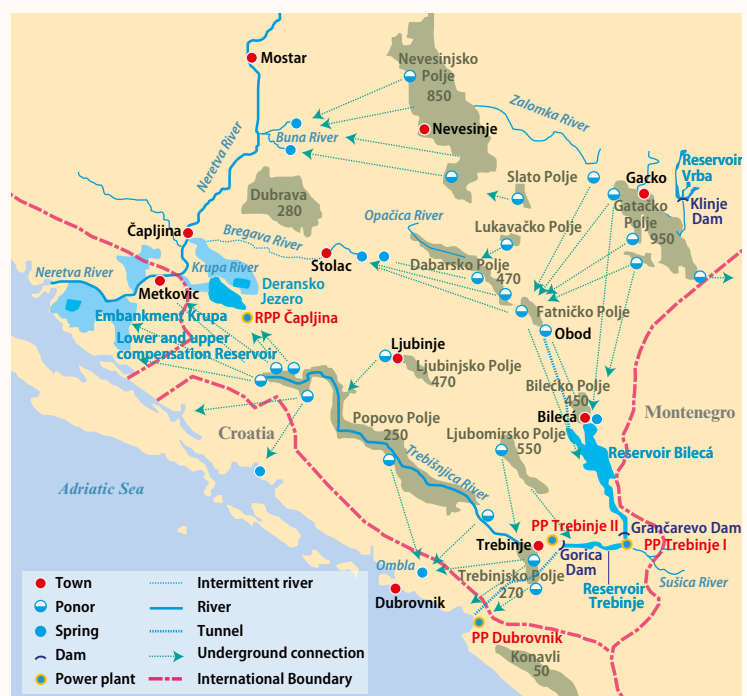 Mostar
Nevesinjsko
Polje
850
Zalomka River
Buna River
Nevesinje
Neretva River
Slato Polje
Gacko
Reservoir
Vrba
Klinje
Dam
Gatačko
Polje
950
Dubrava
280
Opačica River
Lukavačko Polje
Čapljina
Bregava River
Stolac
Dabarsko Polje
470
Neretva River
Krupa River
Metkovic
Deransko
Jezero
Embankment Krupa
RPP Čapljina
Fatničko Polje
Obod
Lower and upper
compensation Reservoir
Ljubinje
Ljubinjsko Polje
470
Bilećko Polje
450
Bilecá
Montenegro
Croatia
Popovo Polje
250
Ljubomirsko Polje
550
Reservoir Bilecá
Trebišnjica River
Adriatic Sea
PP Trebinje II
Grančarevo Dam
PP Trebinje I
Trebinje
Gorica
Dam
Ombla
Trebinjsko Polje
270
Reservoir
Trebinje
Sušica River
Dubrovnik
PP Dubrovnik
Konavli
50
Town
Ponor
Spring
Dam
Power plant
Intermittent river
River
Tunnel
Underground connection
International Boundary